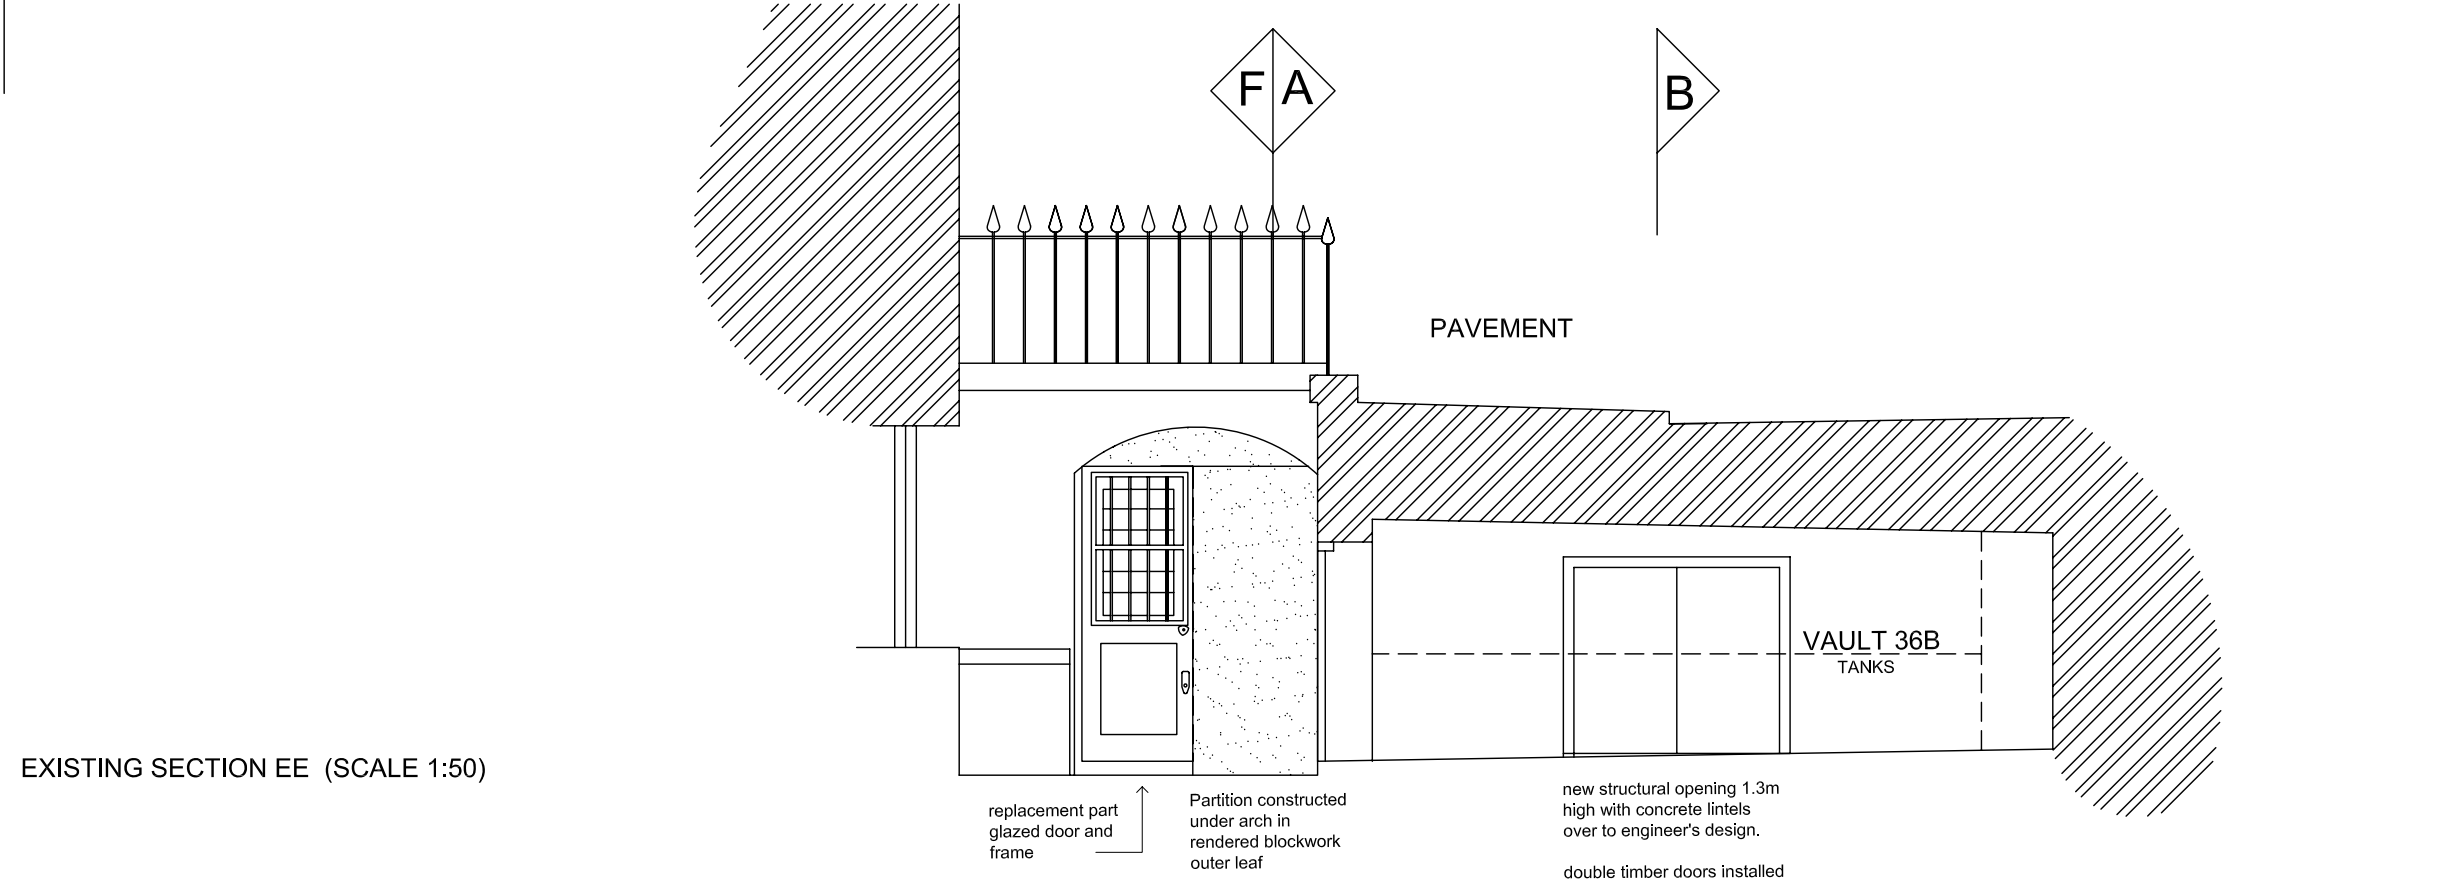 F A
B
PAVEMENT
VAULT 36B
TANKS
EXISTING SECTION EE (SCALE 1:50)
replacement part
glazed door and
frame
Partition constructed
under arch in
rendered blockwork
outer leaf
new structural opening 1.3m
high with concrete lintels
over to engineer's design.
double timber doors installed